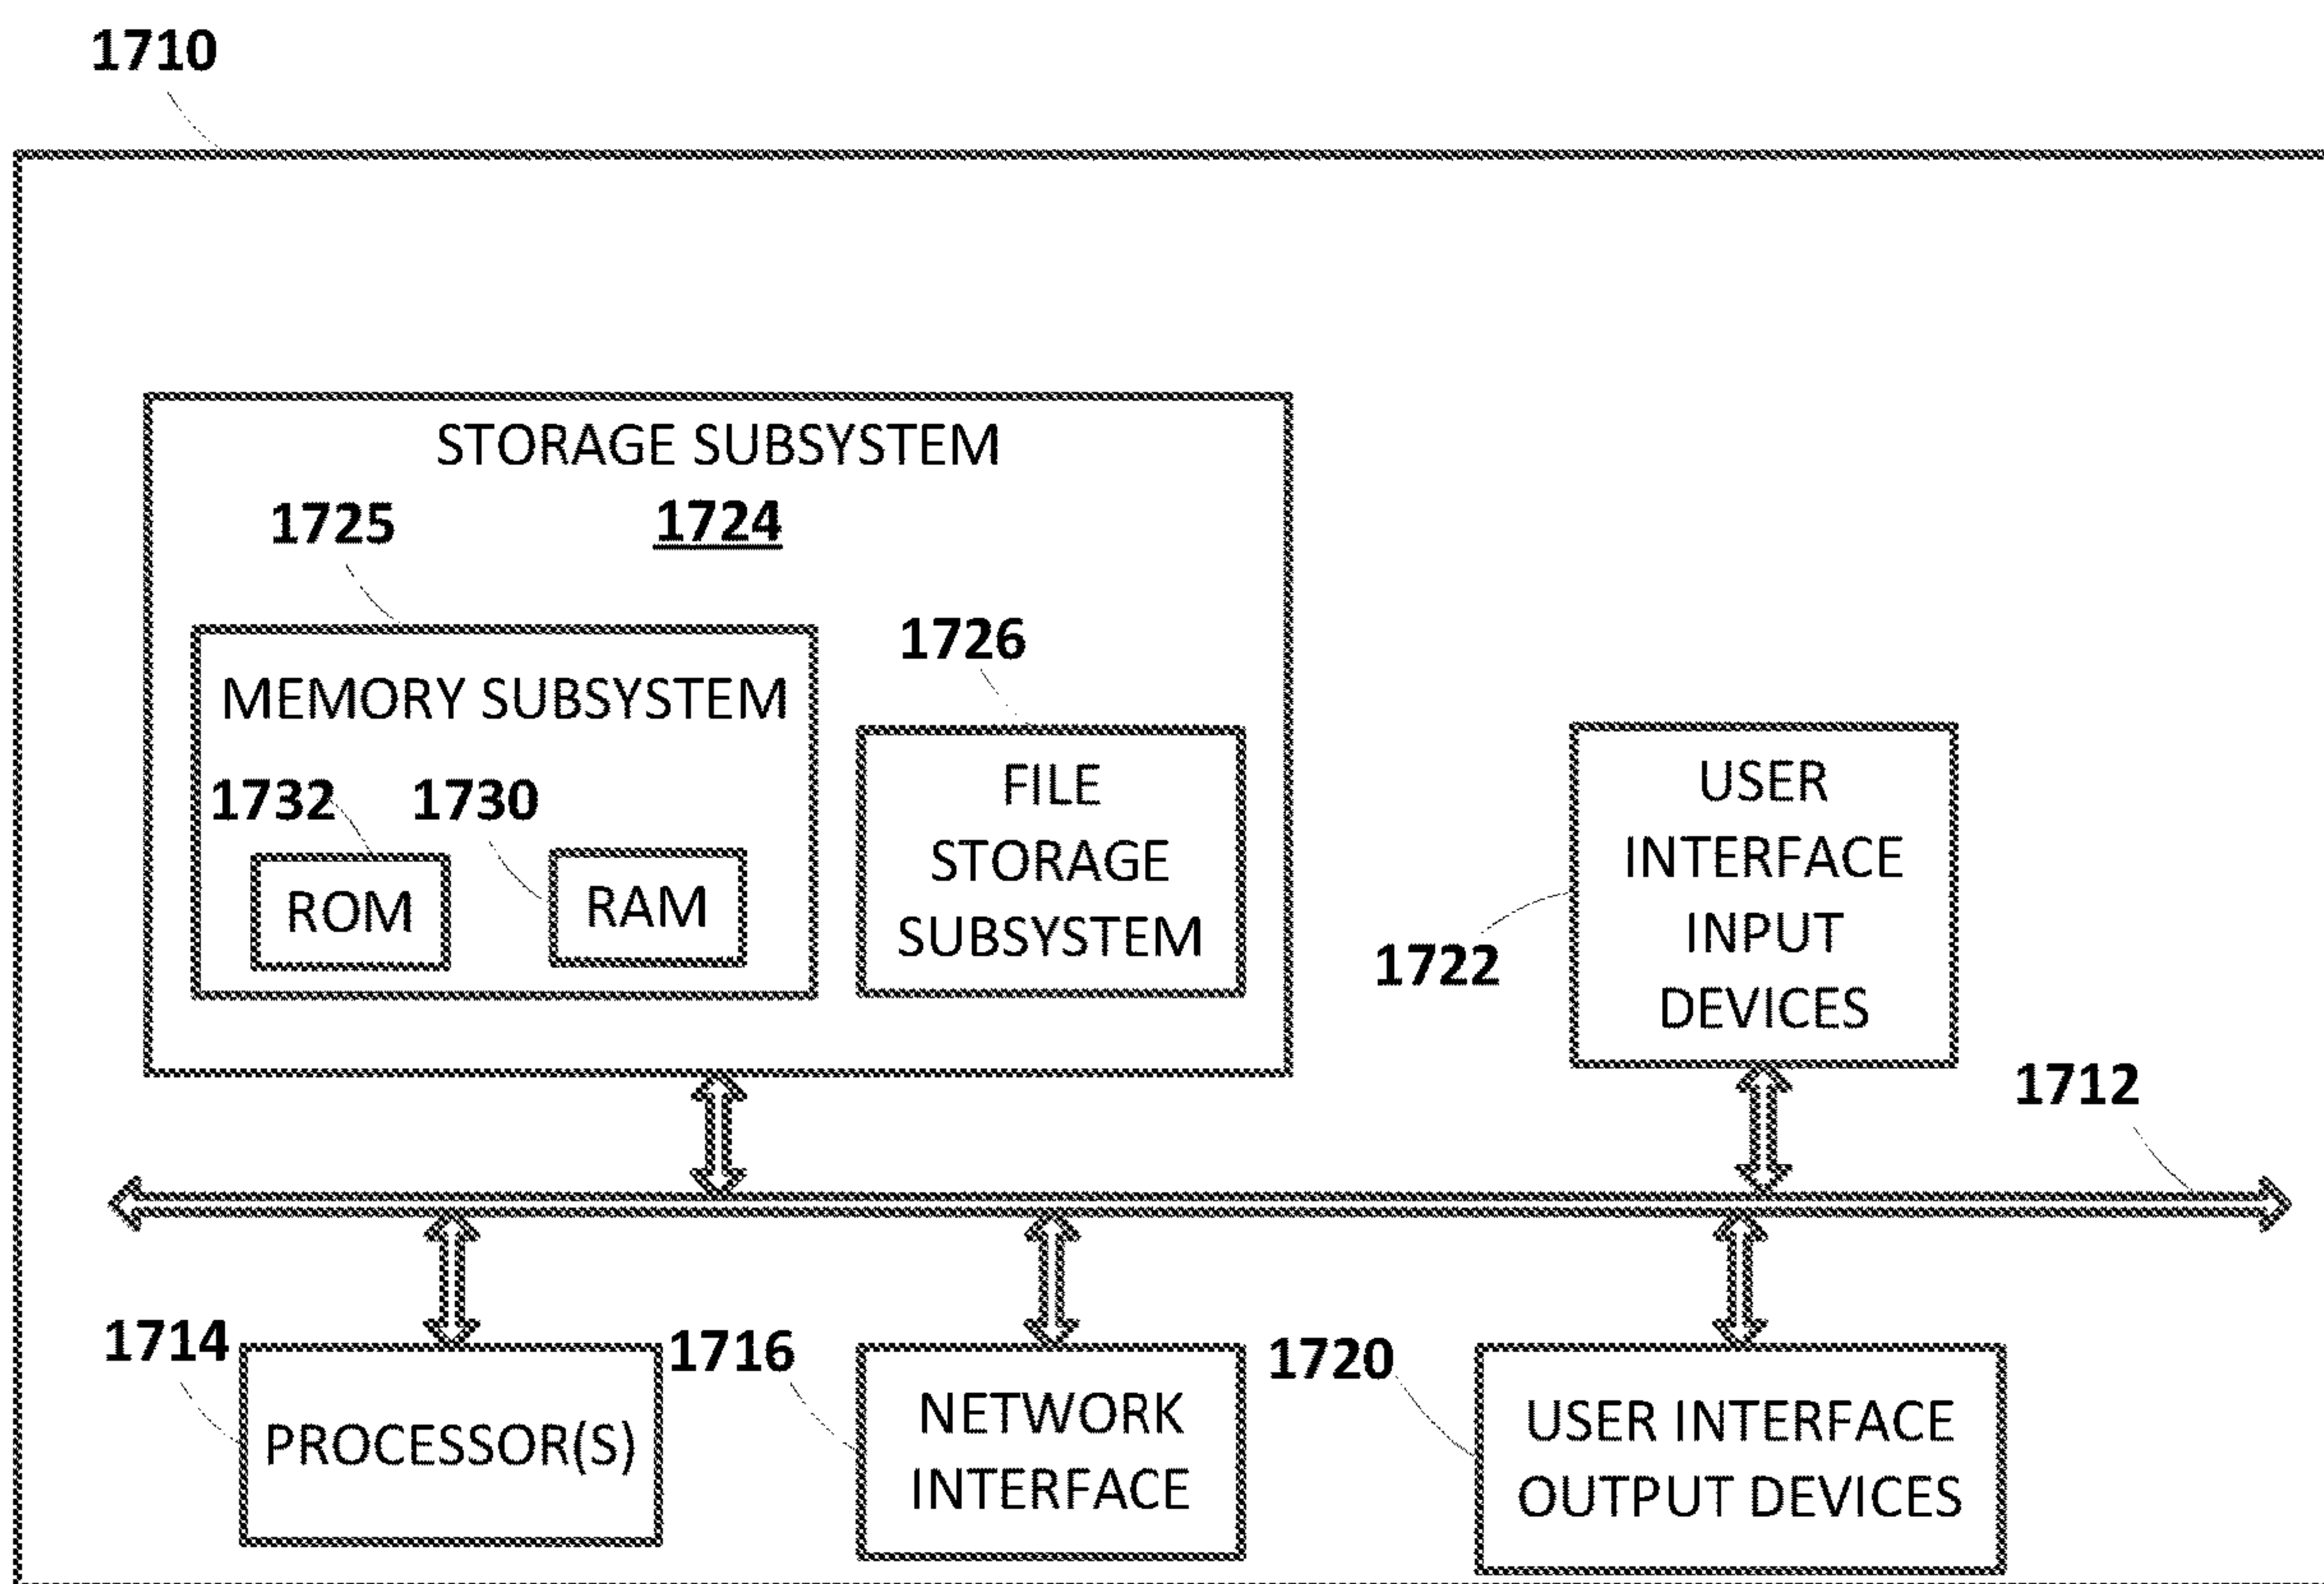 1710
STORAGE SUBSYSTEM
1725
1724
1726
MEMORY SUBSYSTEM
1732
1730
ROM
RAM
FILE
STORAGE
SUBSYSTEM
USER
INTERFACE
INPUT
DEVICES
1722
1712
1714
PROCESSOR(S)
1716
NETWORK
INTERFACE
1720
USER INTERFACE
OUTPUT DEVICES